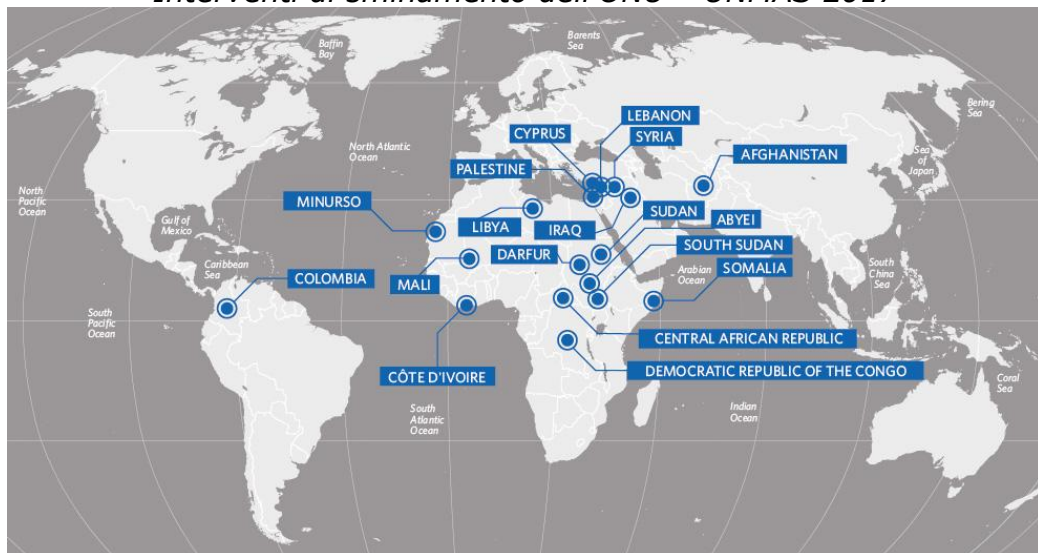 Interventi di sminamento dell'ONU – UNMAS 2017
Baffin
Bay
Barents
Sea
Bering
Sea
North Atlantic
Ocean
LEBANON
CYPRUS
SYRIA
PALESTINE
AFGHANISTAN
Sea
of
Japan
North
Pacific
Ocean
MINURSO
Gulf of
Mexico
LIBYA
IRAQ
SUDAN
ABYEI
DARFUR
SOUTH SUDAN
Caribbean
Sea
COLOMBIA
MALI
Arabian
Ocean
SOMALIA
South
China
Sea
South
Pacific
Ocean
CENTRAL AFRICAN REPUBLIC
CÔTE D'IVOIRE
DEMOCRATIC REPUBLIC OF THE CONGO
Coral
Sea
South
Atlantic
Ocean
Indian
Ocean